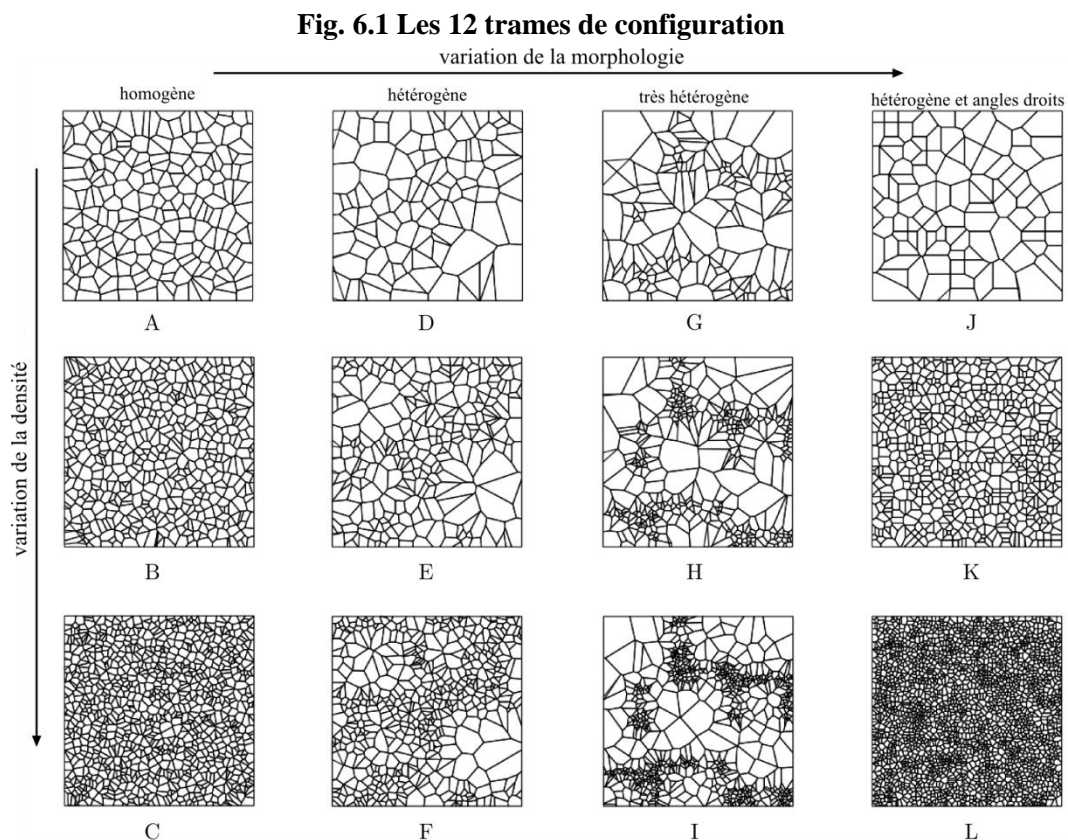 Fig. 6.1 Les 12 trames de configuration
variation de la morphologie
homogène
hétérogène
très hétérogène
hétérogène et angles droits
variation de la densité
A
D
G
J
B
E
H
K
C
F
I
L